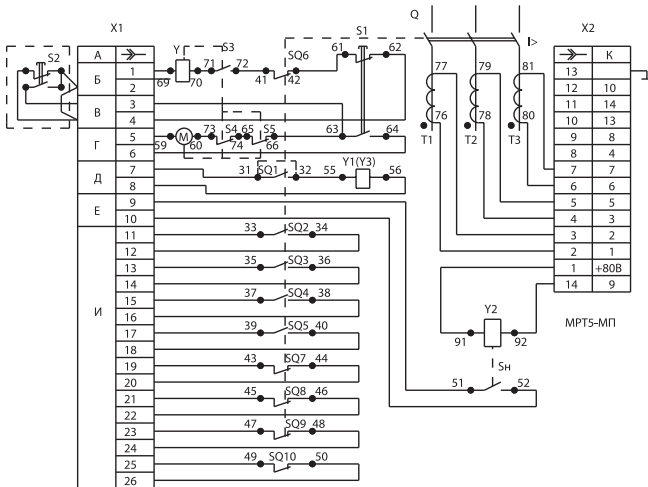 X1
S1
Q
X2
S2
А
Y
S3
SQ6
61
62
I>
К
Б
1
69
70
71
72
41
42
77
79
81
13
2
12
10
В
3
11
14
4
76
78
80
10
13
Г
5
59
М
60
73
S4
65
S5
63
64
9
8
6
74
66
T1
T2
T3
8
4
Д
7
31
SQ1
32
55
Y1(Y3)
56
7
7
8
6
6
Е
9
5
5
10
4
3
И
11
33
SQ2
34
3
2
12
2
1
13
35
SQ3
36
1
+80В
14
14
9
15
37
SQ4
38
16
Y2
МРТ5-МП
17
39
SQ5
40
91
92
18
19
43
SQ7
44
Sн
20
51
52
21
45
SQ8
46
22
23
47
SQ9
48
24
25
49
SQ10
50
26